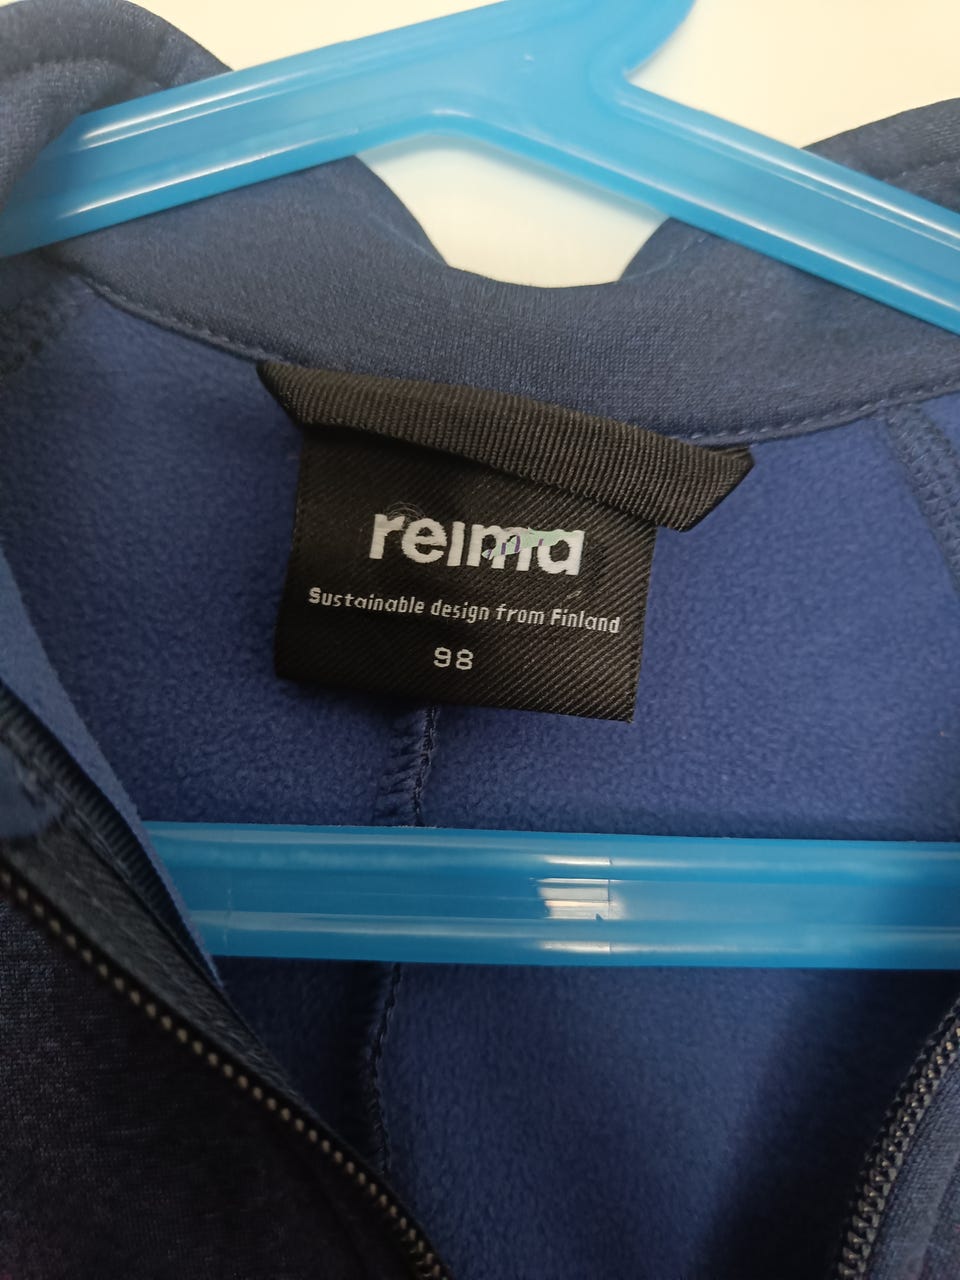 reima
Sustainable design from Finland
98